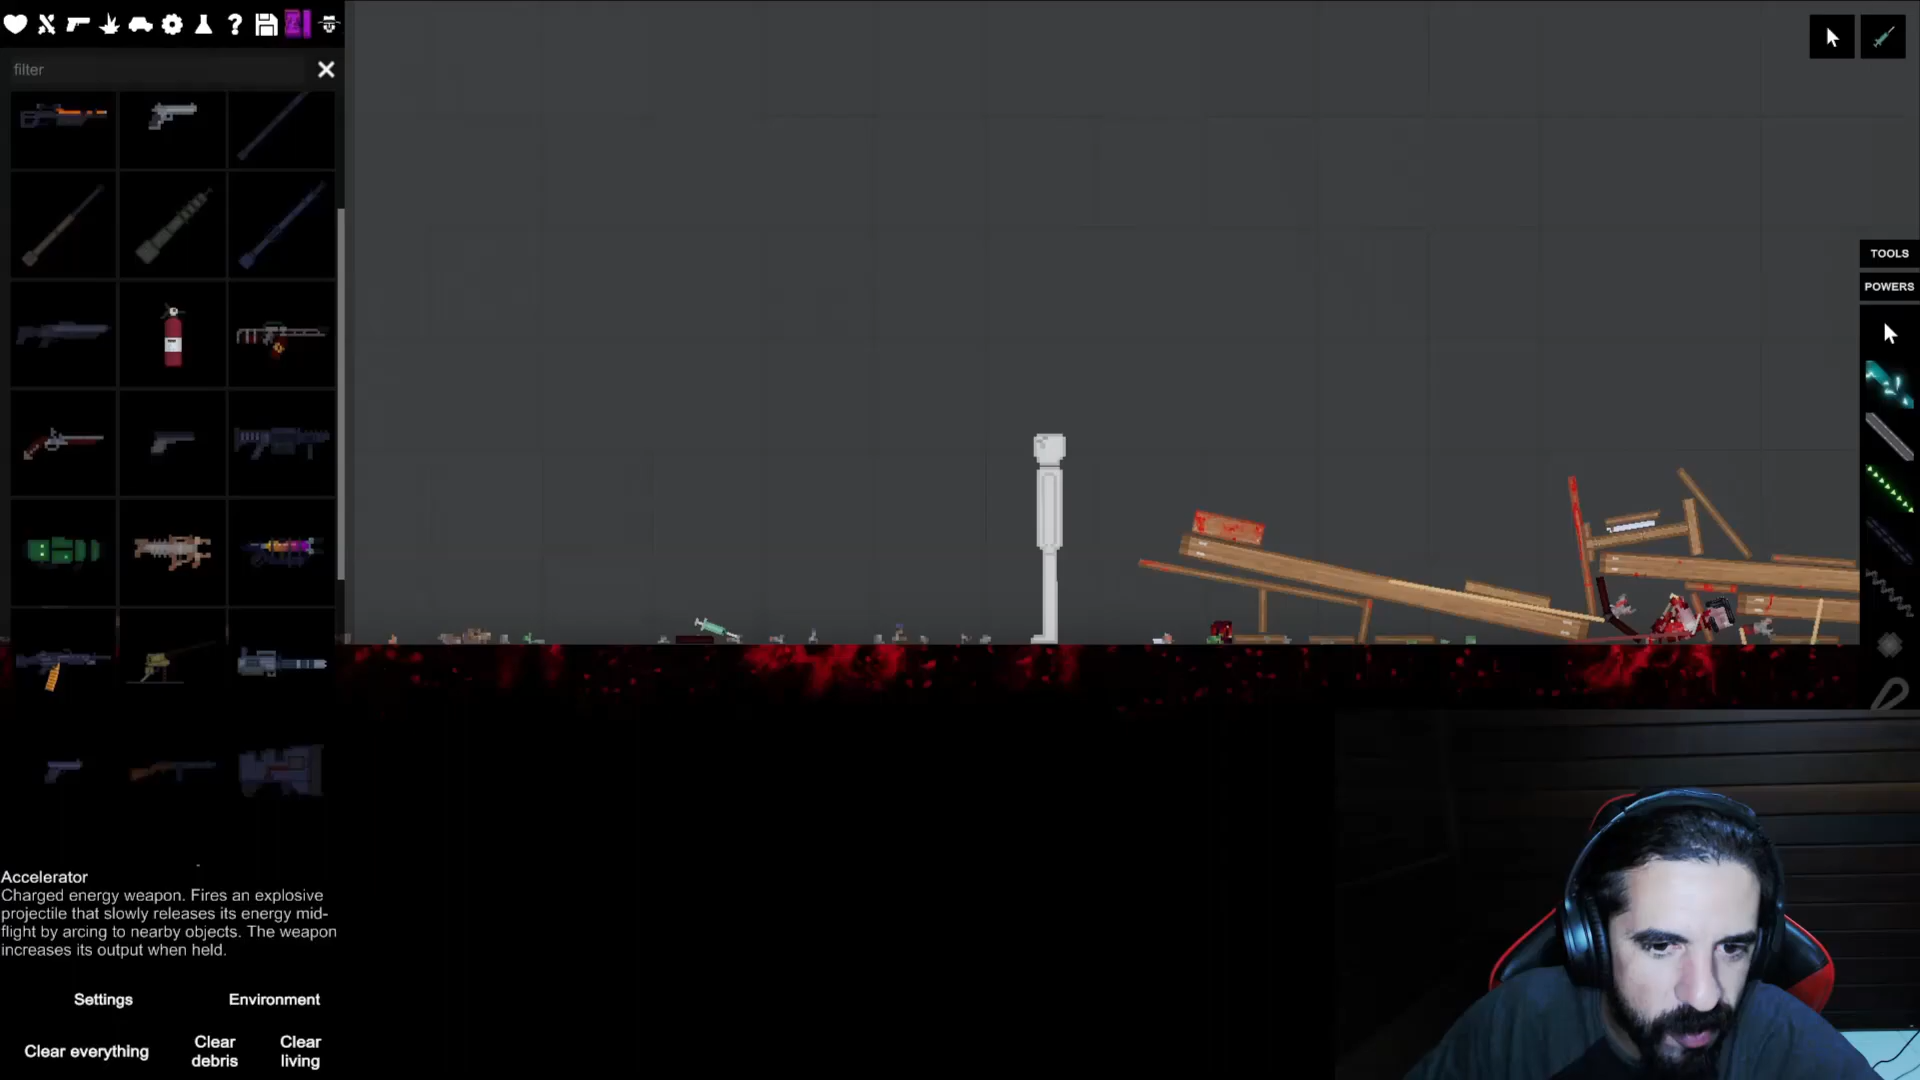 filter
TOOLS
POWERS
Accelerator
Charged energy weapon. Fires an explosive
projectile that slowly releases its energy mid-
flight by arcing to nearby objects. The weapon
increases its output when held.
Settings
Environment
Clear everything
Clear
debris
Clear
living